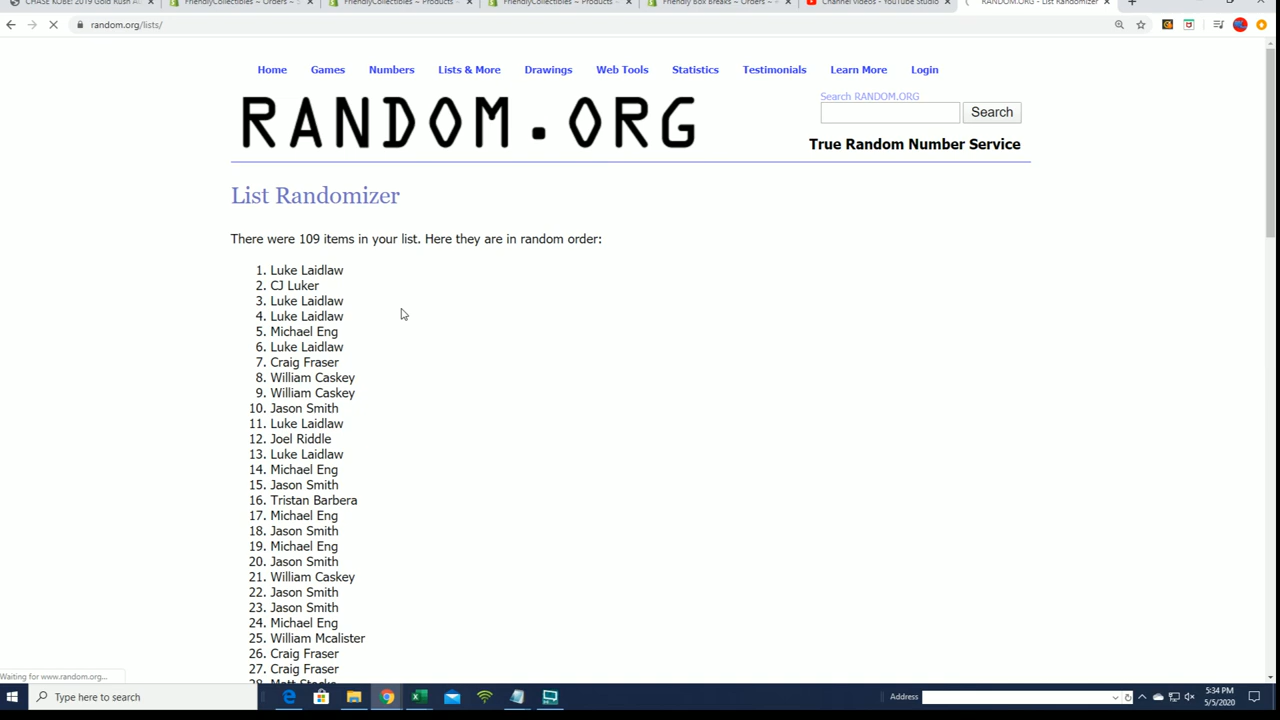 CHASE KOBE! 2019 Gold Rush Au
FriendlyCollectibles ~ Orders ~
FriendlyCollectibles ~ Products ~
FriendlyCollectibles ~ Products ~
Friendly Box Breaks ~ Orders ~
Channel videos - YouTube Studio
RANDOM.ORG - List Randomizer
random.org/lists/
Home Games Numbers Lists & More Drawings Web Tools Statistics Testimonials Learn More Login
Search RANDOM.ORG
Search
RANDOM.ORG
True Random Number Service
List Randomizer
There were 109 items in your list. Here they are in random order:
1. Luke Laidlaw
2. CJ Luker
3. Luke Laidlaw
4. Luke Laidlaw
5. Michael Eng
6. Luke Laidlaw
7. Craig Fraser
8. William Caskey
9. William Caskey
10. Jason Smith
11. Luke Laidlaw
12. Joel Riddle
13. Luke Laidlaw
14. Michael Eng
15. Jason Smith
16. Tristan Barbera
17. Michael Eng
18. Jason Smith
19. Michael Eng
20. Jason Smith
21. William Caskey
22. Jason Smith
23. Jason Smith
24. Michael Eng
25. William Mcalister
26. Craig Fraser
27. Craig Fraser
28. Matt Stocks
Waiting for www.random.org...
Type here to search
Address
5:34 PM
5/5/2020